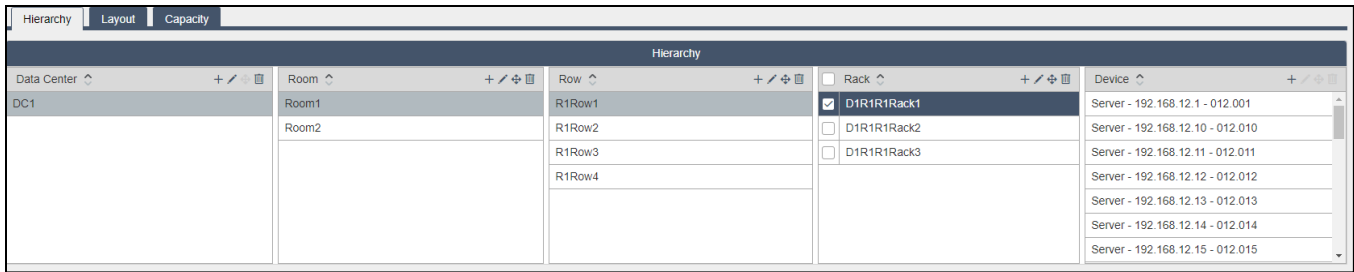 Hierarchy Layout Capacity
Hierarchy
Data Center Room Row Rack Device
DC1 Room1 R1Row1 D1R1R1Rack1 Server - 192.168.12.1 - 012.001
Room2 R1Row2 D1R1R1Rack2 Server - 192.168.12.10 - 012.010
R1Row3 D1R1R1Rack3 Server - 192.168.12.11 - 012.011
R1Row4 Server - 192.168.12.12 - 012.012
Server - 192.168.12.13 - 012.013
Server - 192.168.12.14 - 012.014
Server - 192.168.12.15 - 012.015